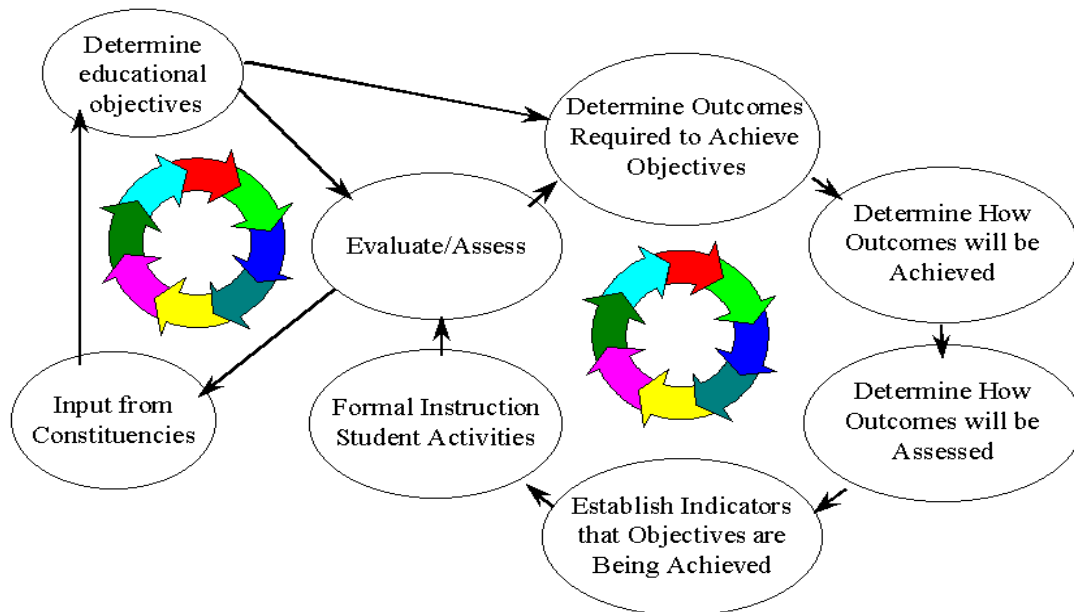 Determine
educational
objectives
Determine Outcomes
Required to Achieve
Objectives
Evaluate/Assess
Determine How
Outcomes will be
Achieved
Input from
Constituencies
Formal Instruction
Student Activities
Determine How
Outcomes will be
Assessed
Establish Indicators
that Objectives are
Being Achieved